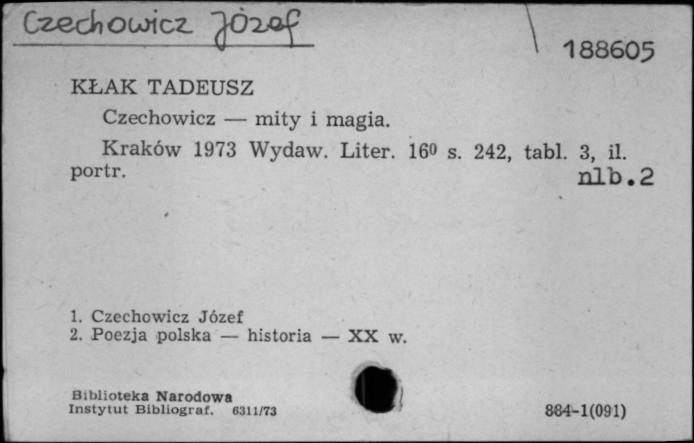 Czechowicz Józef
188605
KŁAK TADEUSZ
Czechowicz — mity i magia.
Kraków 1973 Wydaw. Liter. 16⁰ s. 242, tabl. 3, il.
portr. nlb.2
1. Czechowicz Józef
2. Poezja polska — historia — XX w.
Biblioteka Narodowa
Instytut Bibliograf. 6311/73
884-1(091)